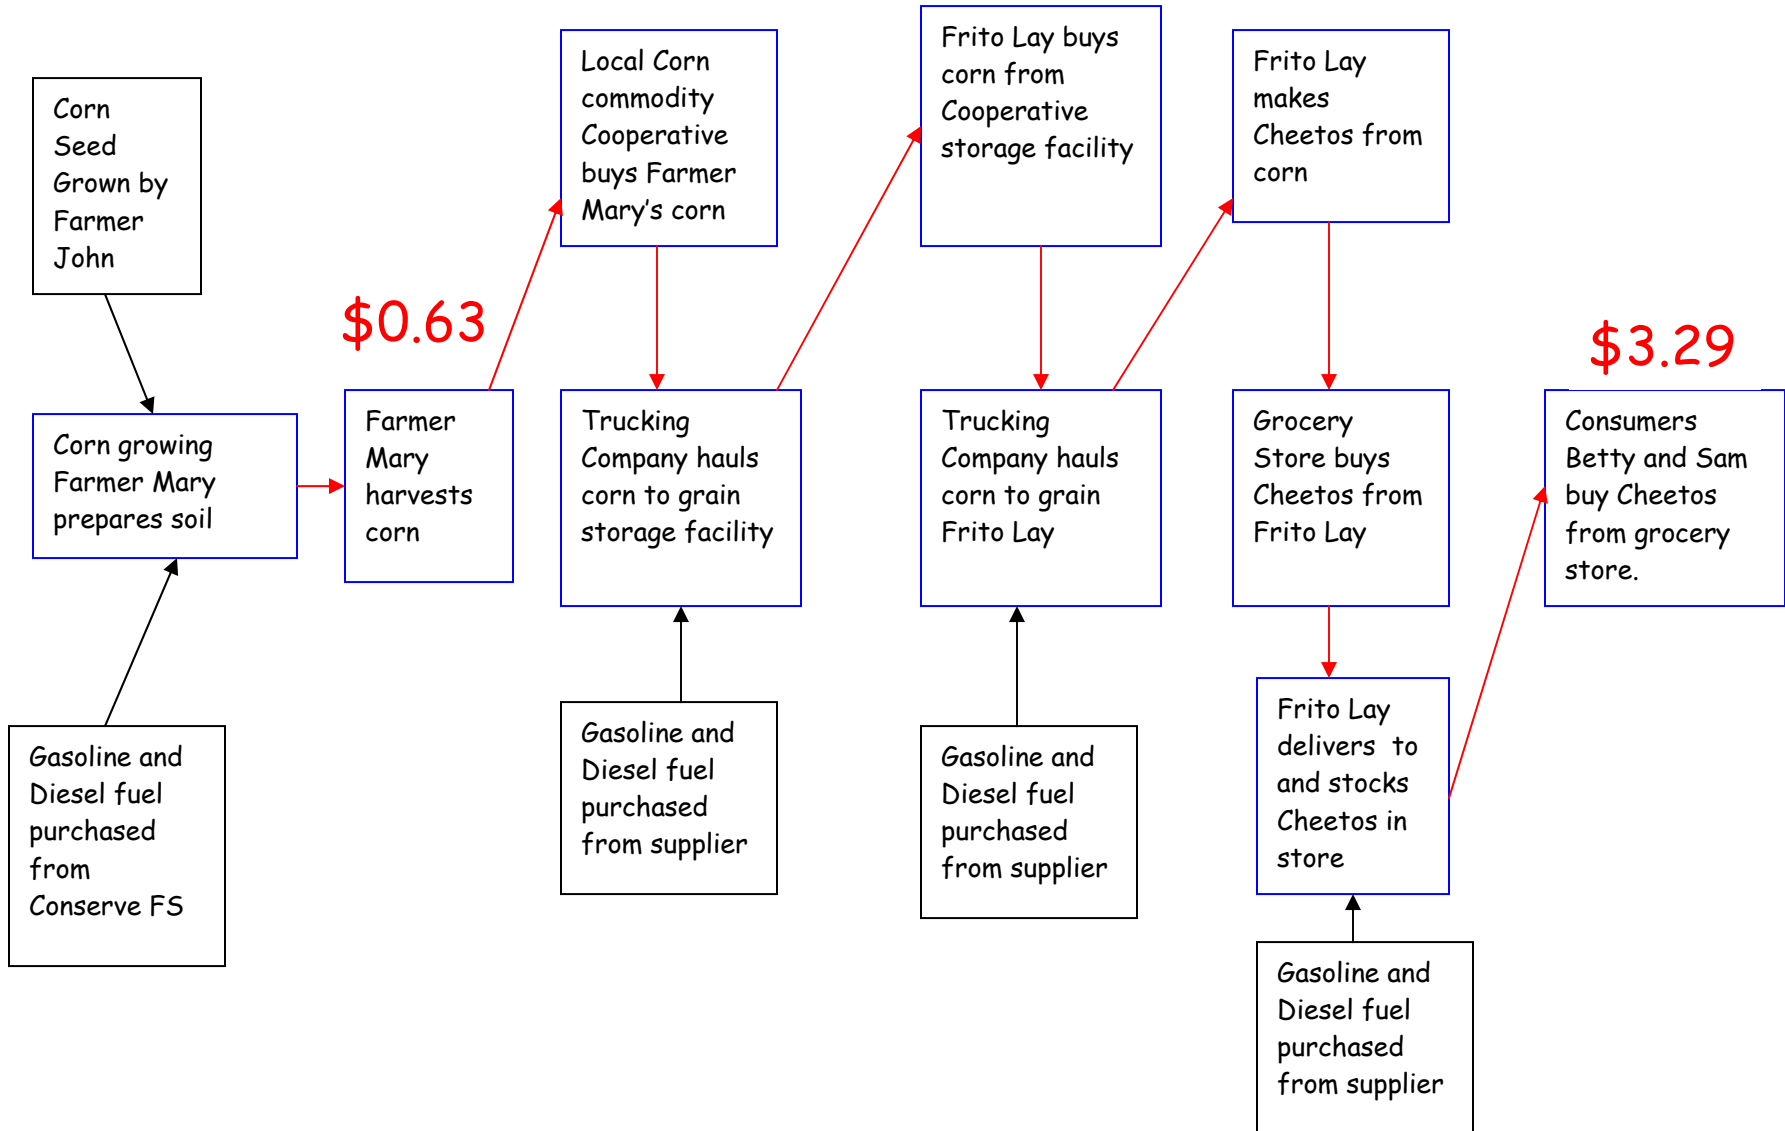 Corn
Seed
Grown by
Farmer
John
Corn growing
Farmer Mary
prepares soil
Gasoline and
Diesel fuel
purchased
from
Conserve FS
$0.63
Farmer
Mary
harvests
corn
Local Corn
commodity
Cooperative
buys Farmer
Mary's corn
Trucking
Company hauls
corn to grain
storage facility
Gasoline and
Diesel fuel
purchased
from supplier
Frito Lay buys
corn from
Cooperative
storage facility
Trucking
Company hauls
corn to grain
Frito Lay
Gasoline and
Diesel fuel
purchased
from supplier
Frito Lay
makes
Cheetos from
corn
Grocery
Store buys
Cheetos from
Frito Lay
Frito Lay
delivers  to
and stocks
Cheetos in
store
Gasoline and
Diesel fuel
purchased
from supplier
$3.29
Consumers
Betty and Sam
buy Cheetos
from grocery
store.